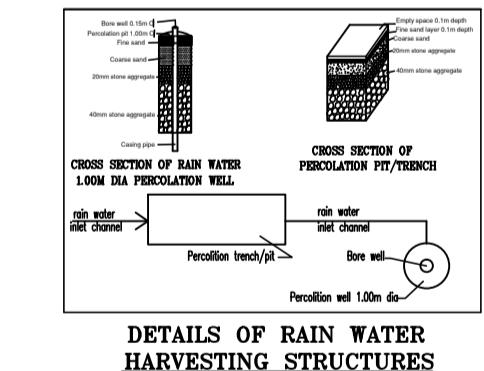 Bore well 0.15m
Percolation pit 1.00m
Fine sand
Coarse sand
20mm stone aggregate
40mm stone aggregate
Casing pipe
CROSS SECTION OF RAIN WATER
1.00M DIA PERCOLATION WELL
Empty space 0.1m depth
Fine sand layer 0.1m depth
Coarse sand
20mm stone aggregate
40mm stone aggregate
CROSS SECTION OF
PERCOLATION PIT/TRENCH
rain water
inlet channel
Percolition trench/pit
rain water
inlet channel
Bore well
Percolition well 1.00m dia
DETAILS OF RAIN WATER
HARVESTING STRUCTURES